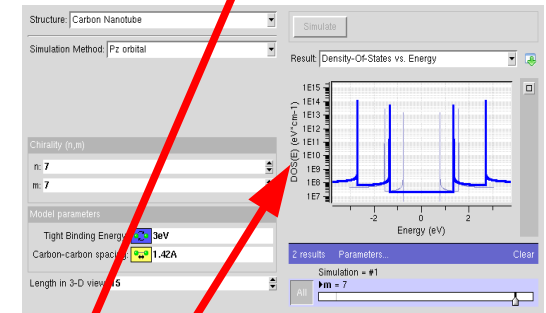 Structure: Carbon Nanotube
Simulation Method: Pz orbital
Chirality (n,m)
n: 7
m: 7
Model parameters
Tight Binding Energy: 3eV
Carbon-carbon spacing: 1.42A
Length in 3-D view: 15
Simulate
Result: Density-Of-States vs. Energy
DOS(E) (eV*cm-1)
1E15
1E14
1E13
1E12
1E11
1E10
1E9
1E8
1E7
-2
0
2
Energy (eV)
2 results Parameters... Clear
Simulation = #1
All
m = 7